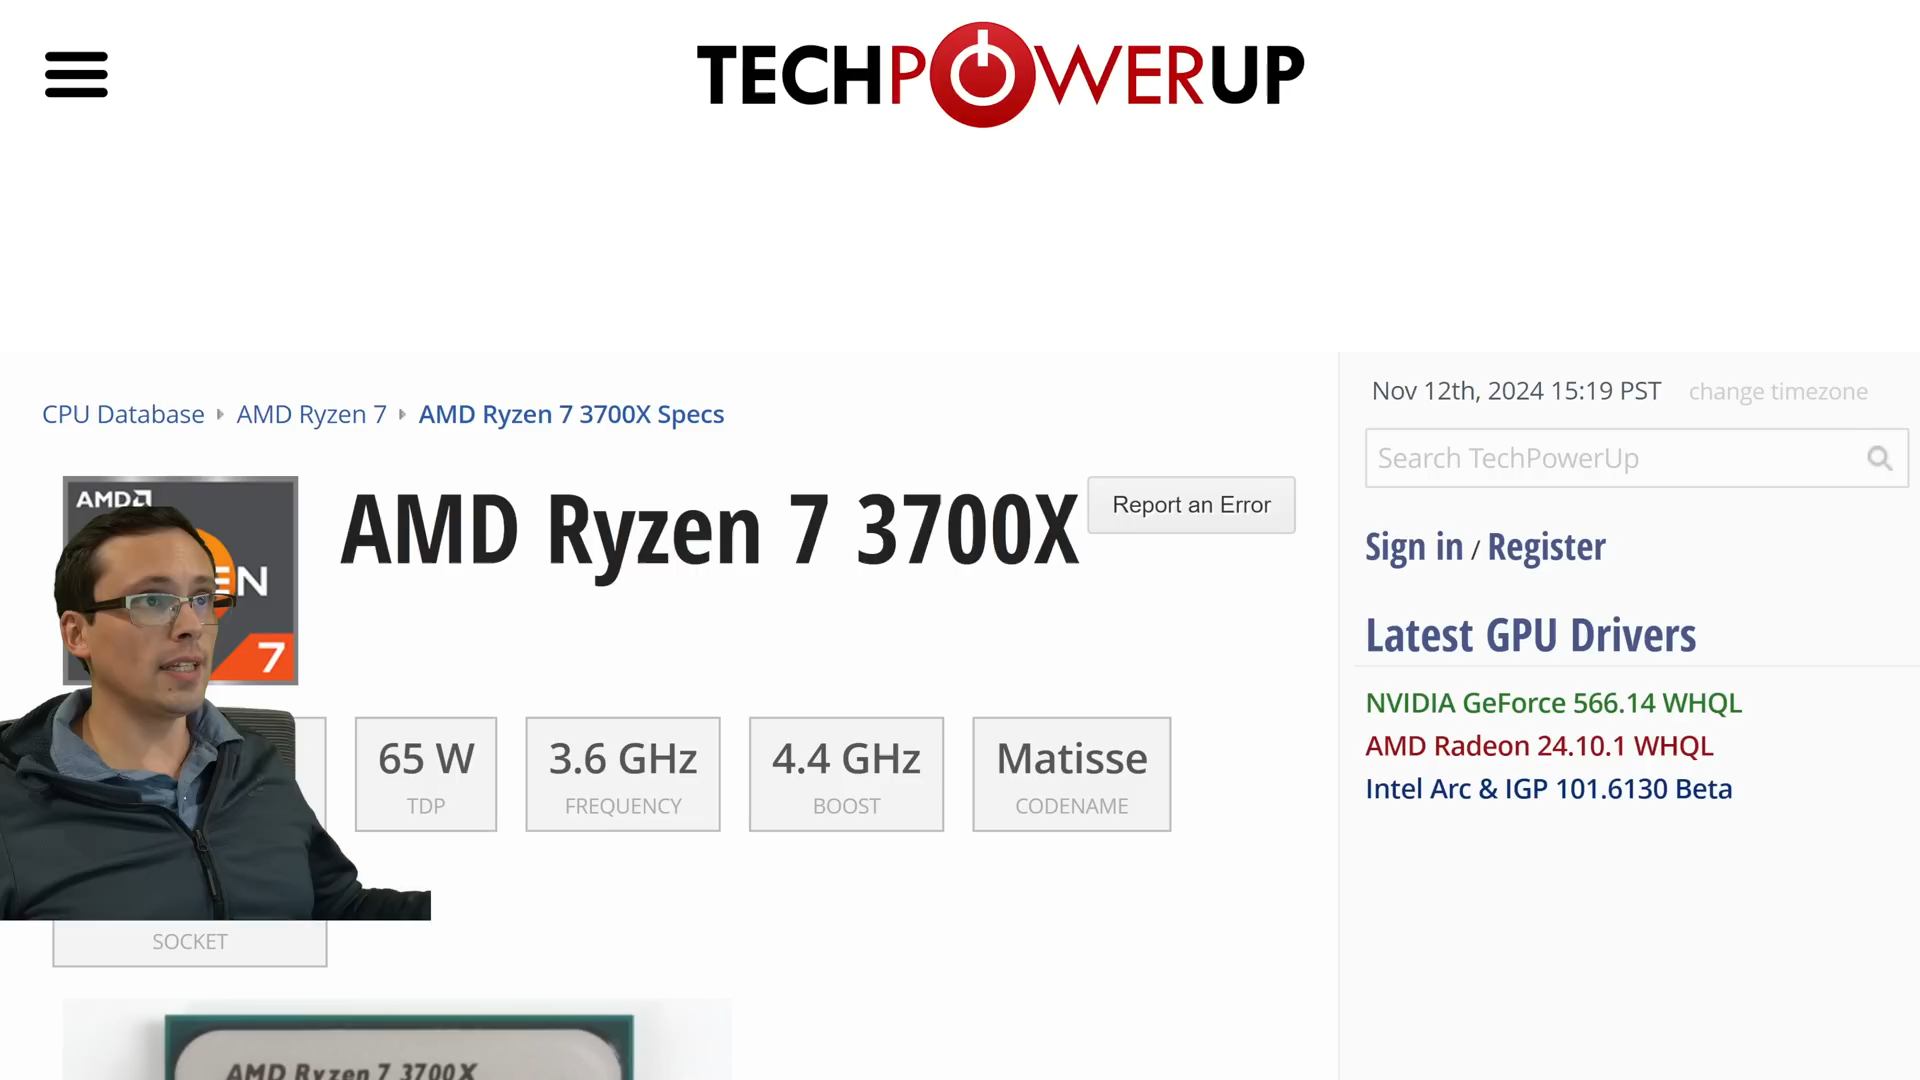 TECHPOWERUP
CPU Database
AMD Ryzen 7
AMD Ryzen 7 3700X Specs
AMD
EN
7
AMD Ryzen 7 3700X
Report an Error
65 W
TDP
3.6 GHz
FREQUENCY
4.4 GHz
BOOST
Matisse
CODENAME
SOCKET
AMD Ryzen 7 3700X
Nov 12th, 2024 15:19 PST
change timezone
Search TechPowerUp
Sign in / Register
Latest GPU Drivers
NVIDIA GeForce 566.14 WHQL
AMD Radeon 24.10.1 WHQL
Intel Arc & IGP 101.6130 Beta